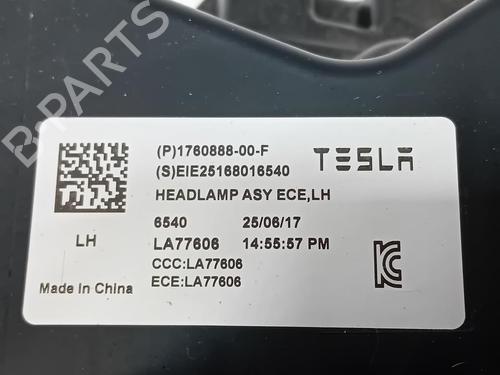 (P)1760888-00-F
TESLA
(S)EIE25168016540
HEADLAMP ASY ECE,LH
6540 25/06/17
LH LA77606 14:55:57 PM
CCC:LA77606
Made In China ECE:LA77606
B-PARTS